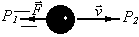 P₁ F⃗ v⃗ P₂